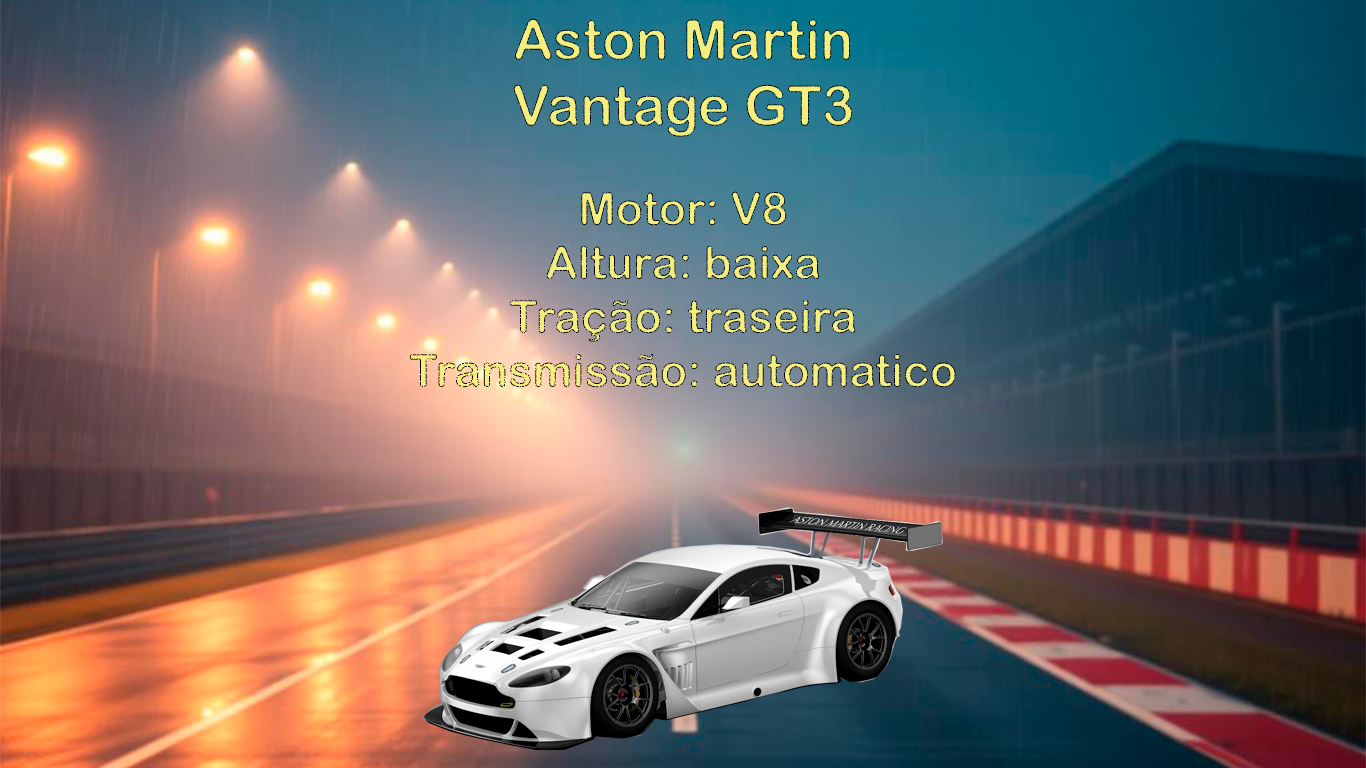 Aston Martin
Vantage GT3
Motor: V8
Altura: baixa
Tração: traseira
Transmissão: automatico
ASTON MARTIN RACING